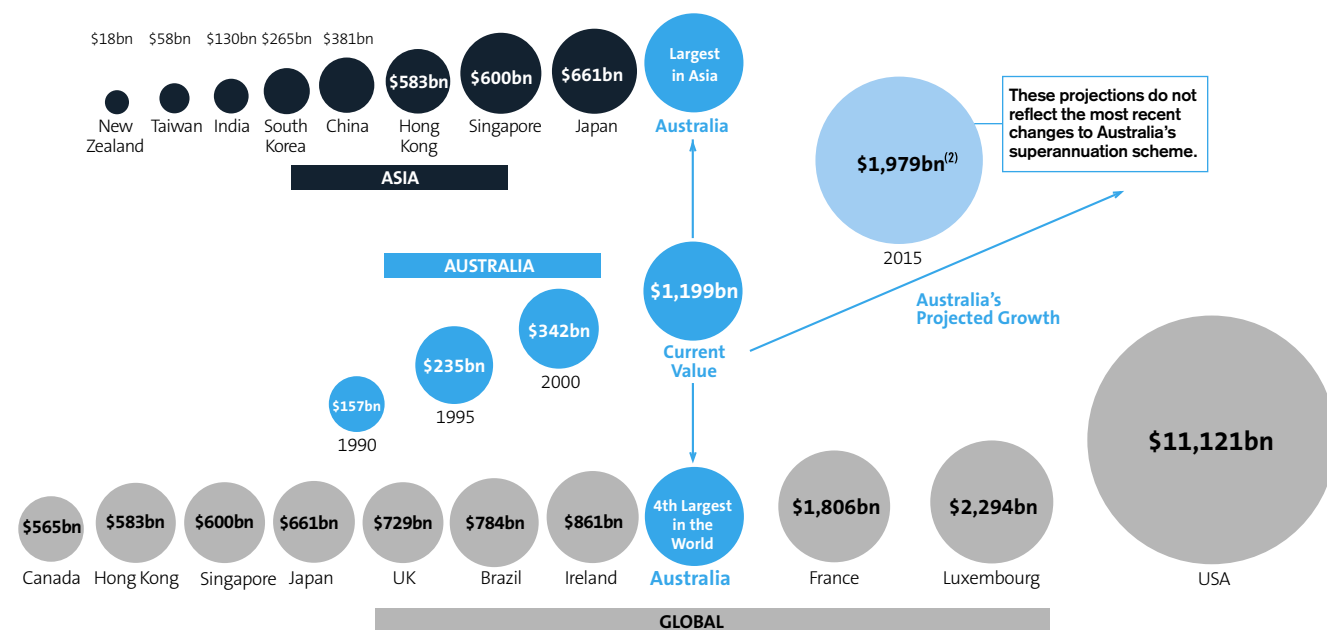 $18bn
$58bn
$130bn
$265bn
$381bn
$583bn
$600bn
$661bn
Largest
in Asia
New
Zealand
Taiwan
India
South
Korea
China
Hong
Kong
Singapore
Japan
Australia
ASIA
$1,979bn(2)
2015
These projections do not
reflect the most recent
changes to Australia’s
superannuation scheme.
AUSTRALIA
$157bn
1990
$235bn
1995
$342bn
2000
$1,199bn
Current
Value
Australia’s
Projected Growth
$565bn
$583bn
$600bn
$661bn
$729bn
$784bn
$861bn
4th Largest
in the
World
$1,806bn
$2,294bn
$11,121bn
Canada
Hong Kong
Singapore
Japan
UK
Brazil
Ireland
Australia
France
Luxembourg
USA
GLOBAL